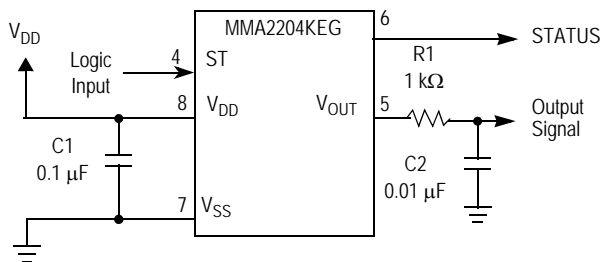 MMA2204KEG
V_DD
6
STATUS
Logic
Input
4
ST
R1
1 kΩ
8
V_DD
V_OUT
5
Output
Signal
C1
0.1 μF
C2
0.01 μF
7
V_SS